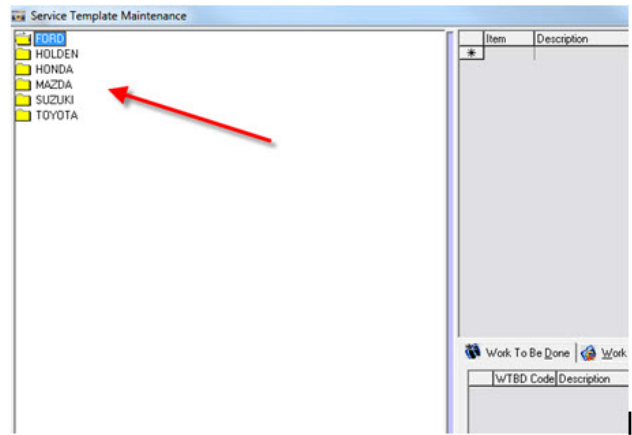 Service Template Maintenance
FORD
HOLDEN
HONDA
MAZDA
SUZUKI
TOYOTA
Item Description
*
Work To Be Done Work
WTBD Code Description